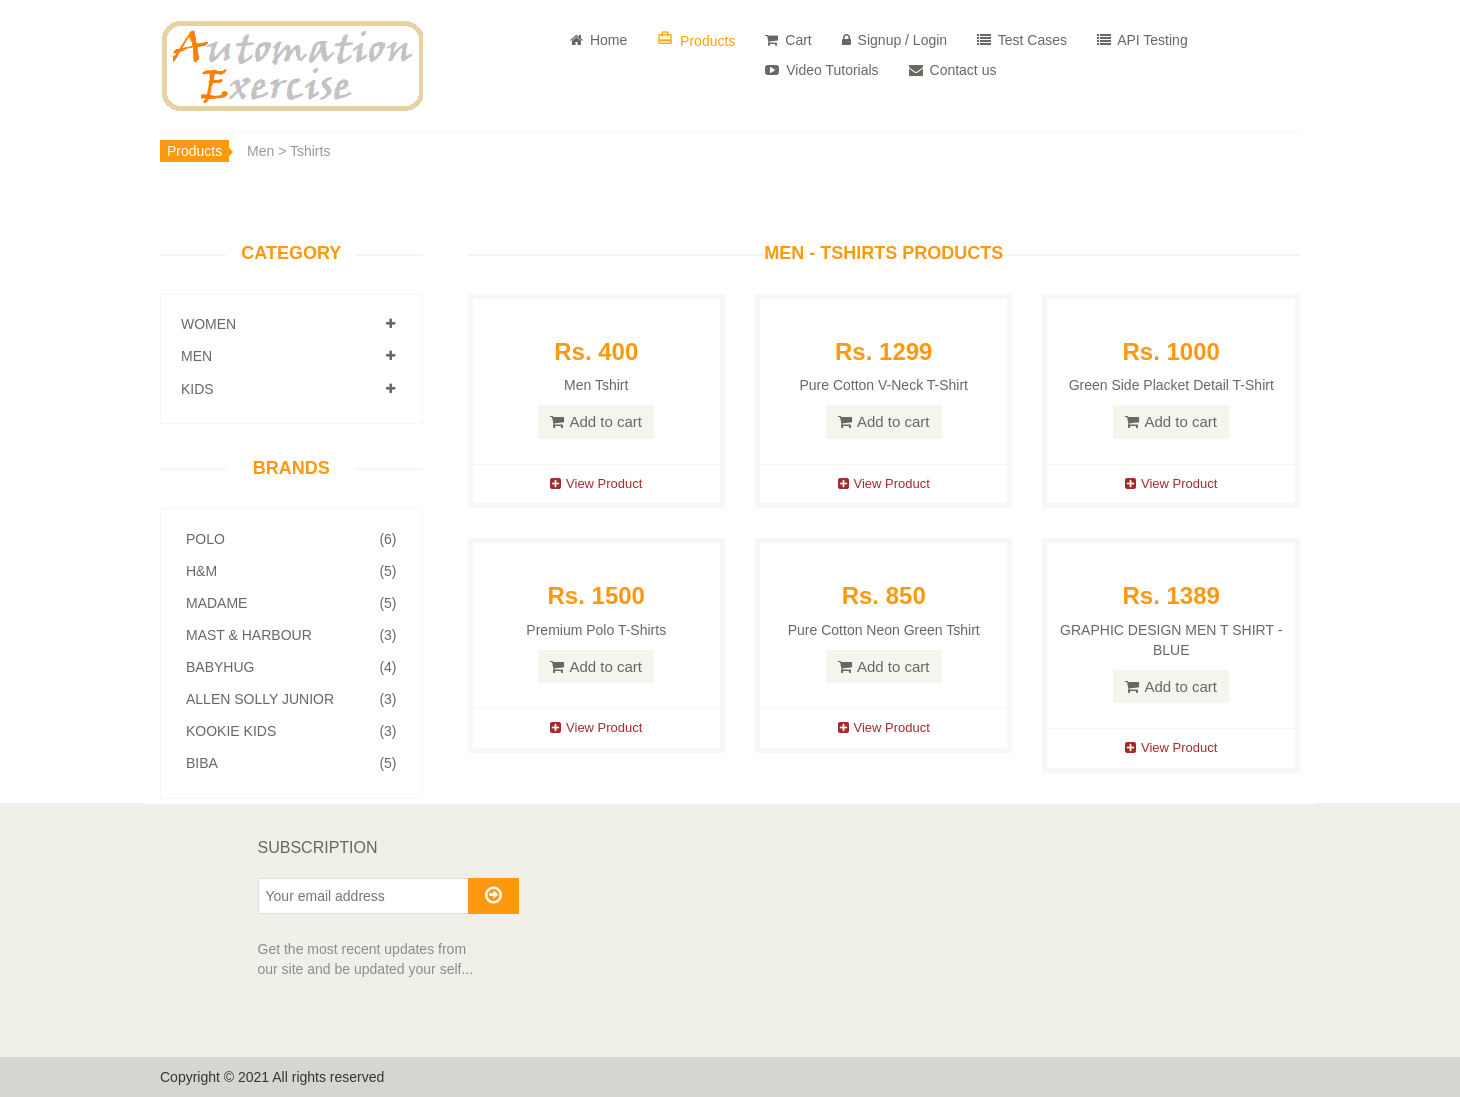 Automation
Exercise
Home
Products
Cart
Signup / Login
Test Cases
API Testing
Video Tutorials
Contact us
Products
Men > Tshirts
CATEGORY
WOMEN
MEN
KIDS
BRANDS
POLO (6)
H&M (5)
MADAME (5)
MAST & HARBOUR (3)
BABYHUG (4)
ALLEN SOLLY JUNIOR (3)
KOOKIE KIDS (3)
BIBA (5)
MEN - TSHIRTS PRODUCTS
Rs. 400
Men Tshirt
Add to cart
View Product
Rs. 1299
Pure Cotton V-Neck T-Shirt
Add to cart
View Product
Rs. 1000
Green Side Placket Detail T-Shirt
Add to cart
View Product
Rs. 1500
Premium Polo T-Shirts
Add to cart
View Product
Rs. 850
Pure Cotton Neon Green Tshirt
Add to cart
View Product
Rs. 1389
GRAPHIC DESIGN MEN T SHIRT -
BLUE
Add to cart
View Product
SUBSCRIPTION
Your email address
Get the most recent updates from
our site and be updated your self...
Copyright © 2021 All rights reserved